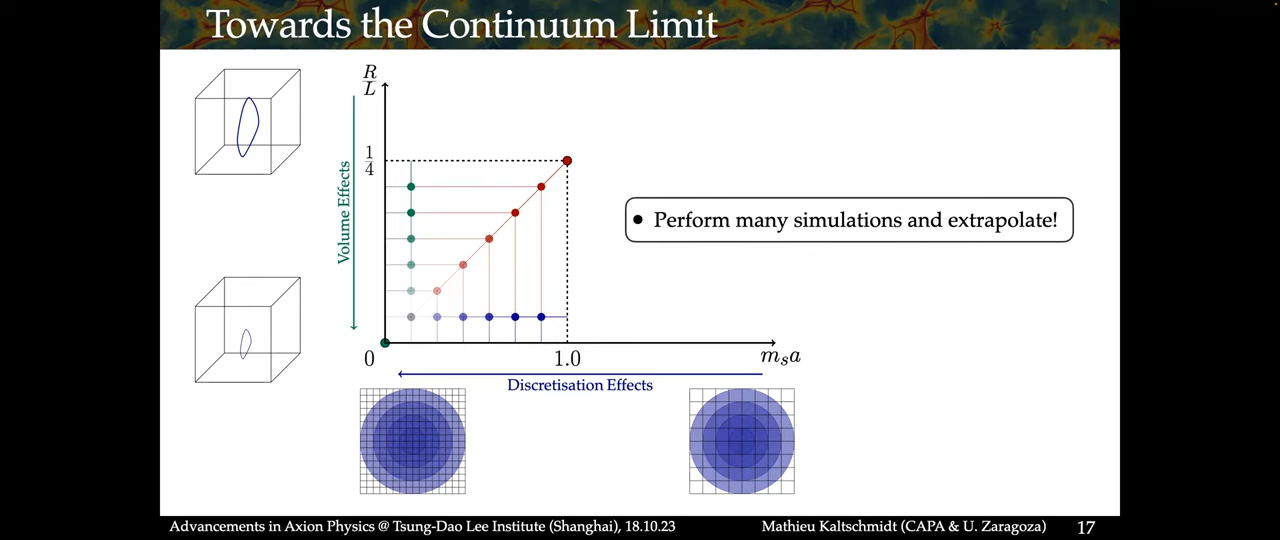 Towards the Continuum Limit
R
L
1
4
Volume Effects
• Perform many simulations and extrapolate!
0
1.0
mₛa
Discretisation Effects
Advancements in Axion Physics @ Tsung-Dao Lee Institute (Shanghai), 18.10.23
Mathieu Kaltschmidt (CAPA & U. Zaragoza)
17